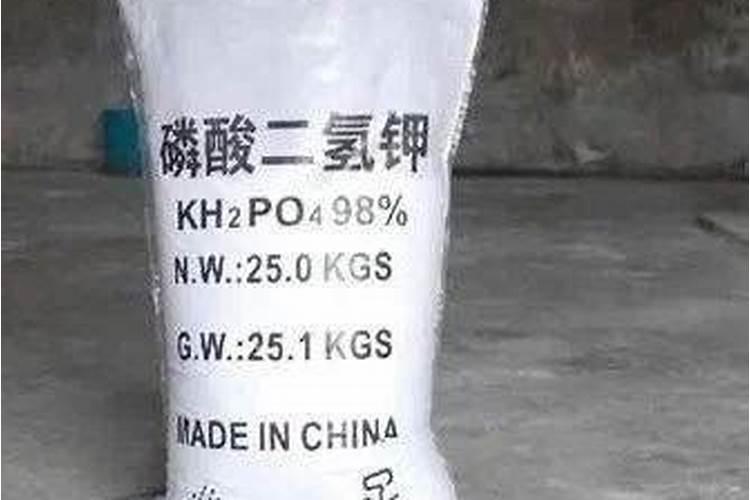 磷酸二氢钾
KH₂PO₄ 98%
N.W.:25.0 KGS
G.W.:25.1 KGS
MADE IN CHINA